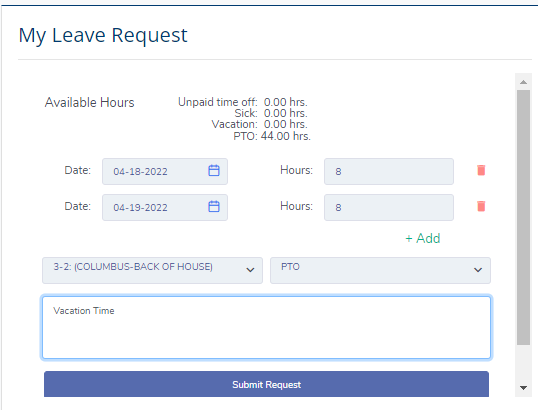 My Leave Request
Available Hours
Unpaid time off: 0.00 hrs.
Sick: 0.00 hrs.
Vacation: 0.00 hrs.
PTO: 44.00 hrs.
Date: 04-18-2022 Hours: 8
Date: 04-19-2022 Hours: 8
+ Add
3-2: (COLUMBUS-BACK OF HOUSE) PTO
Vacation Time
Submit Request